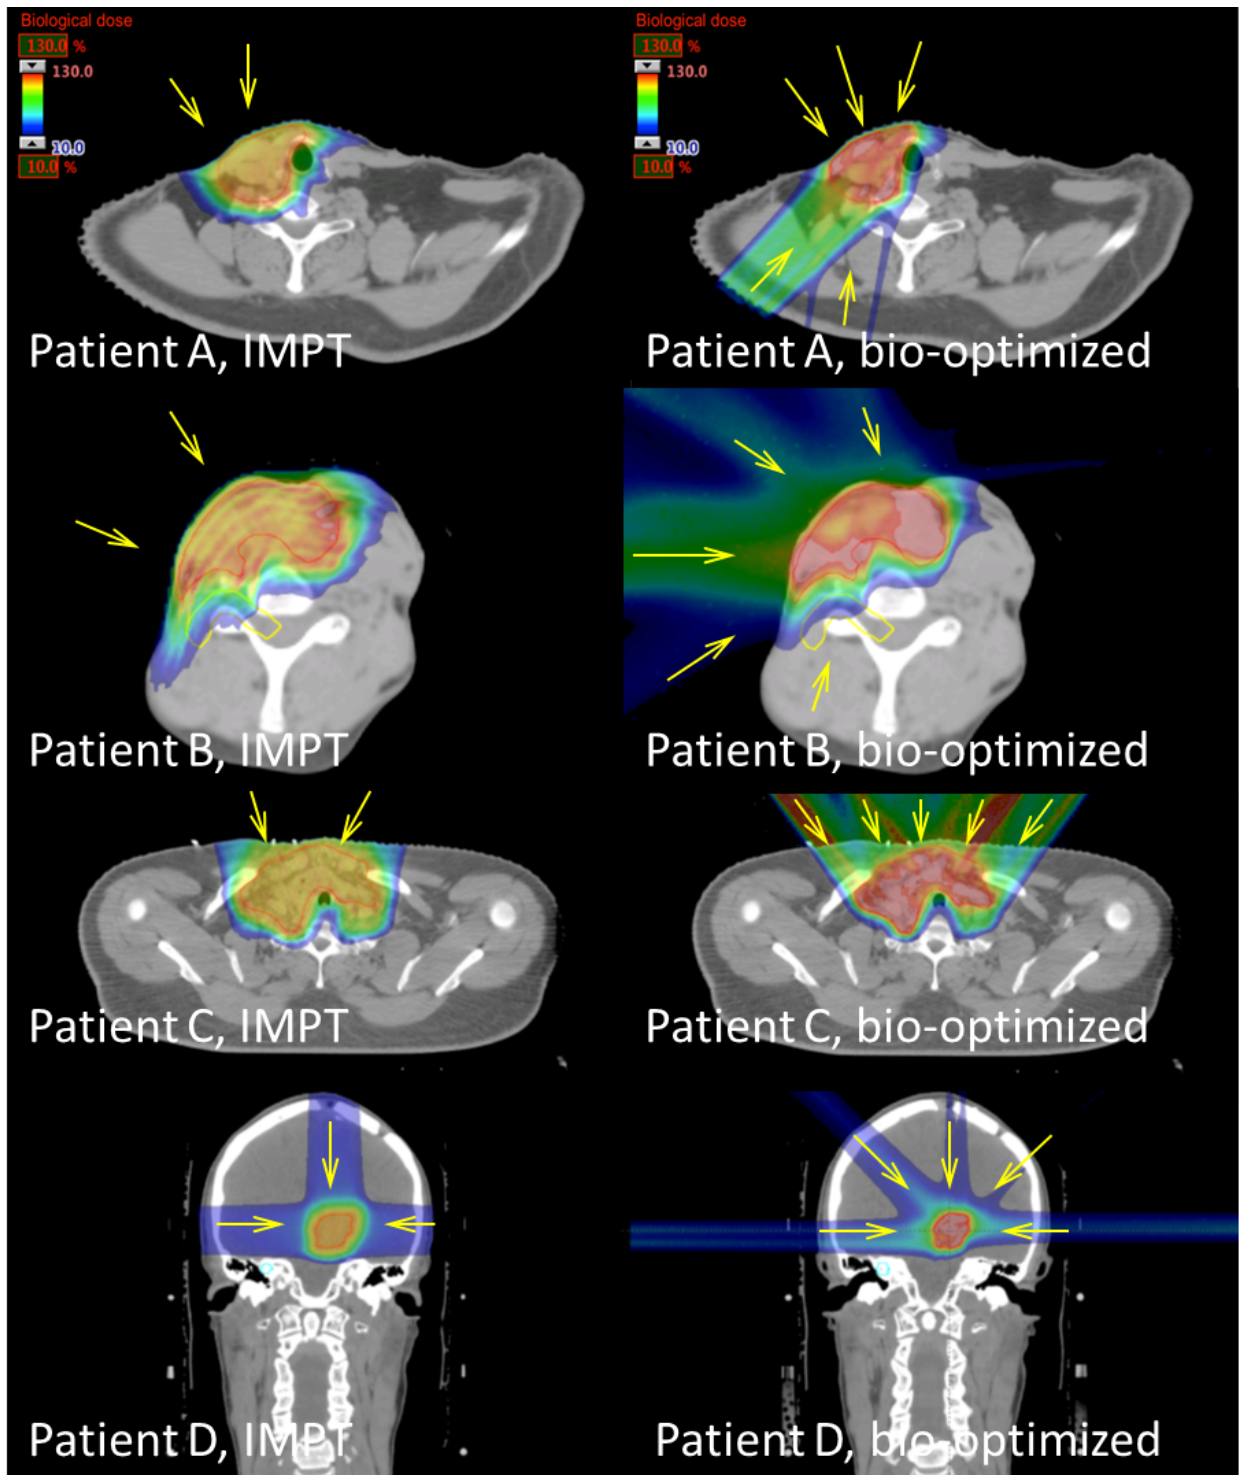 Biological dose
130.0 %
130.0
10.0
10.0 %
Patient A, IMPT
Biological dose
130.0 %
130.0
10.0
10.0 %
Patient A, bio-optimized
Patient B, IMPT
Patient B, bio-optimized
Patient C, IMPT
Patient C, bio-optimized
Patient D, IMPT
Patient D, bio-optimized